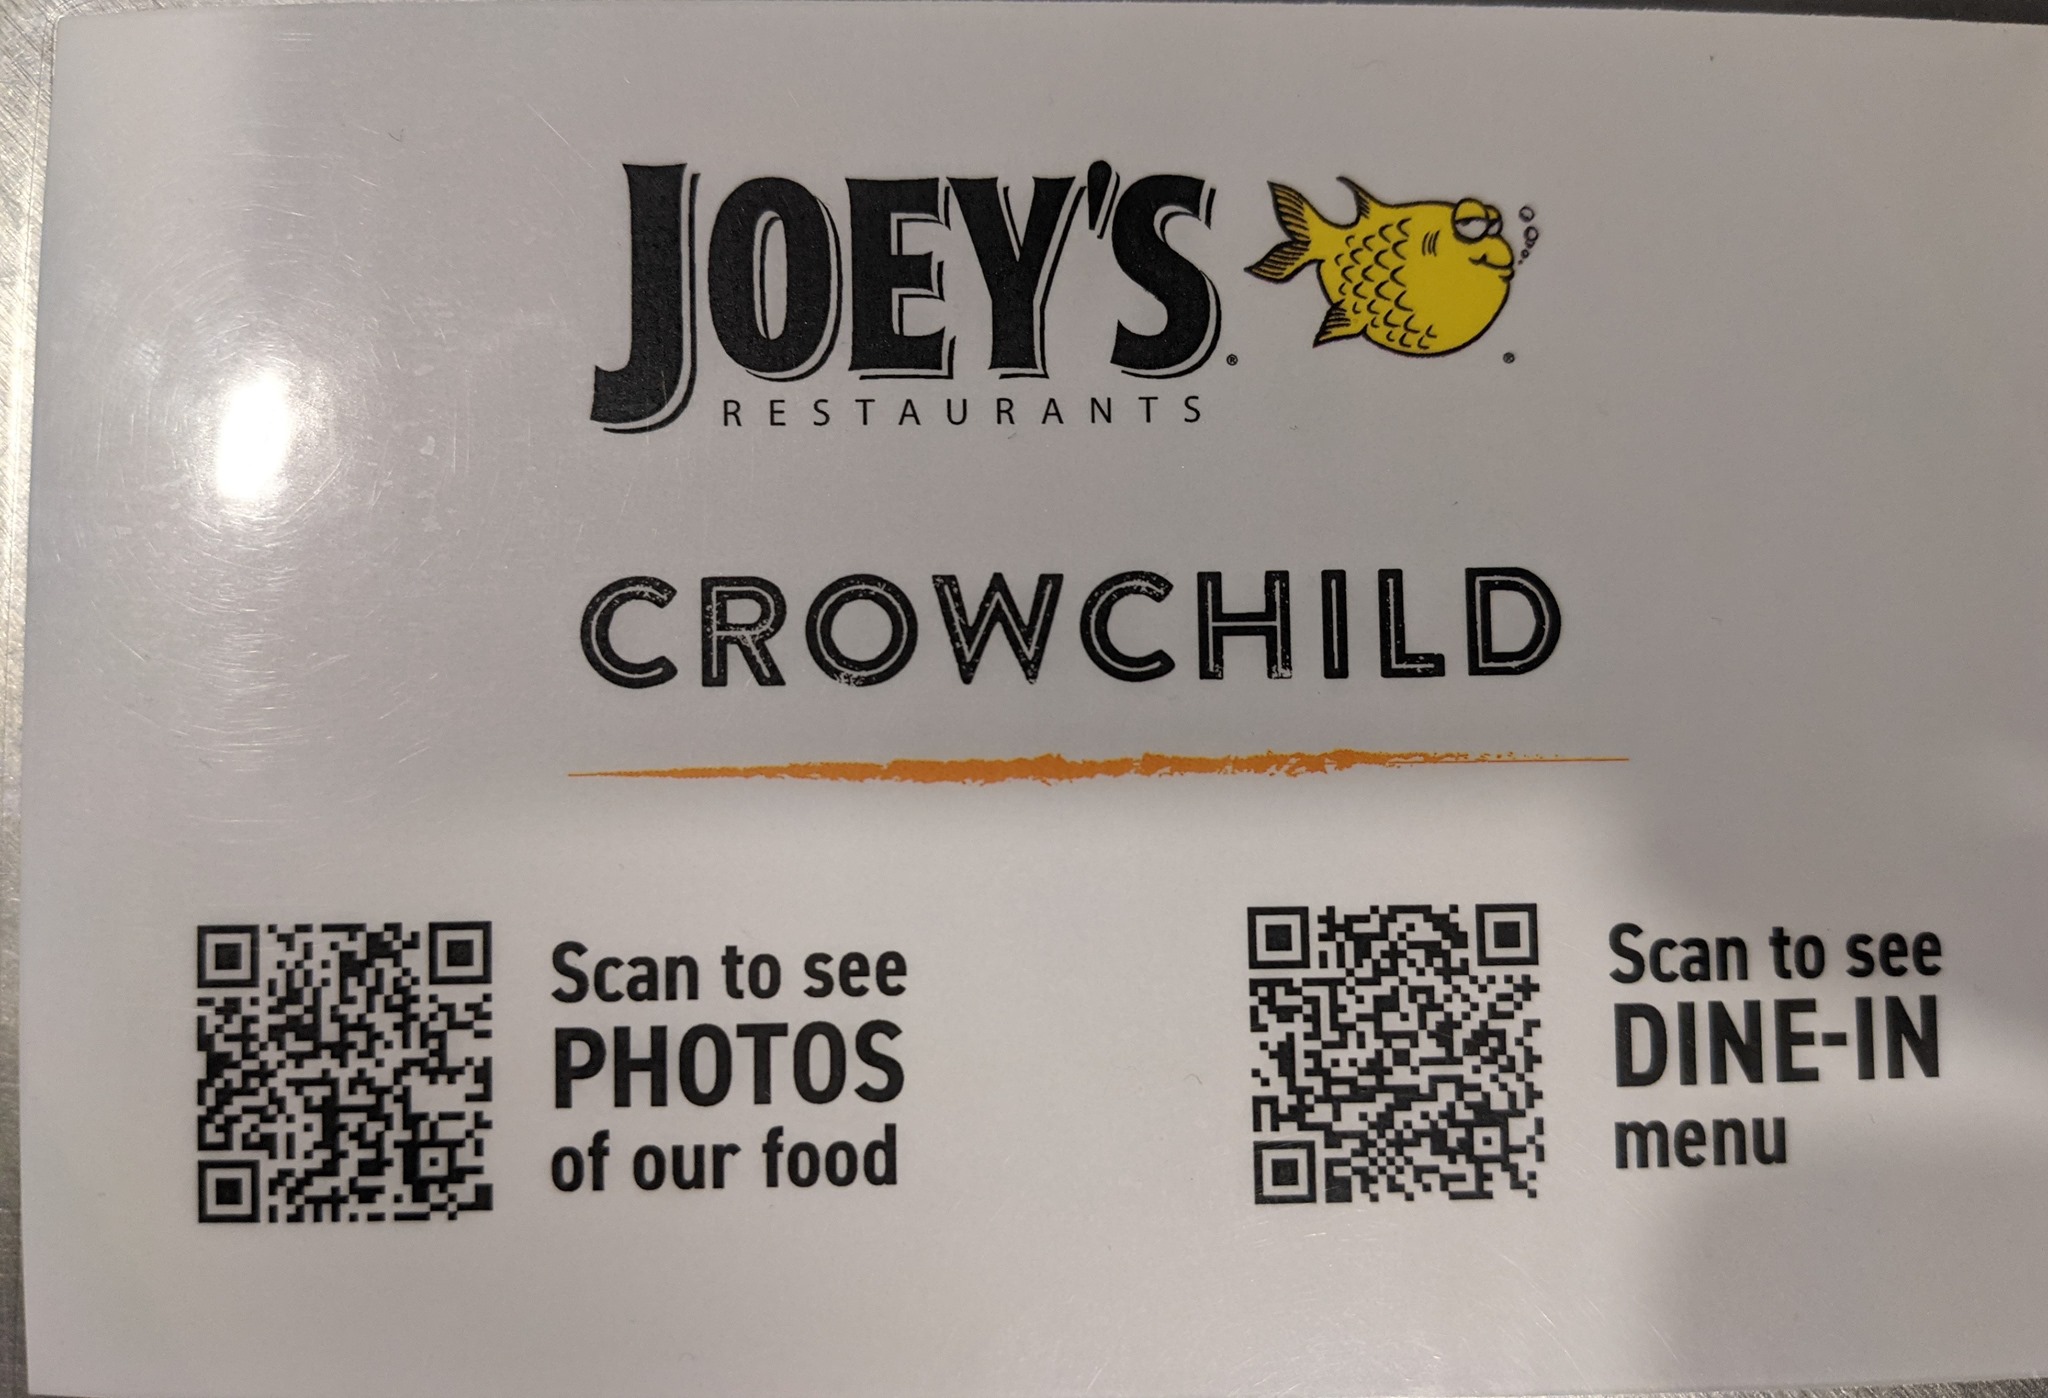 JOEY'S®
RESTAURANTS
®
CROWCHILD
Scan to see
PHOTOS
of our food
Scan to see
DINE-IN
menu